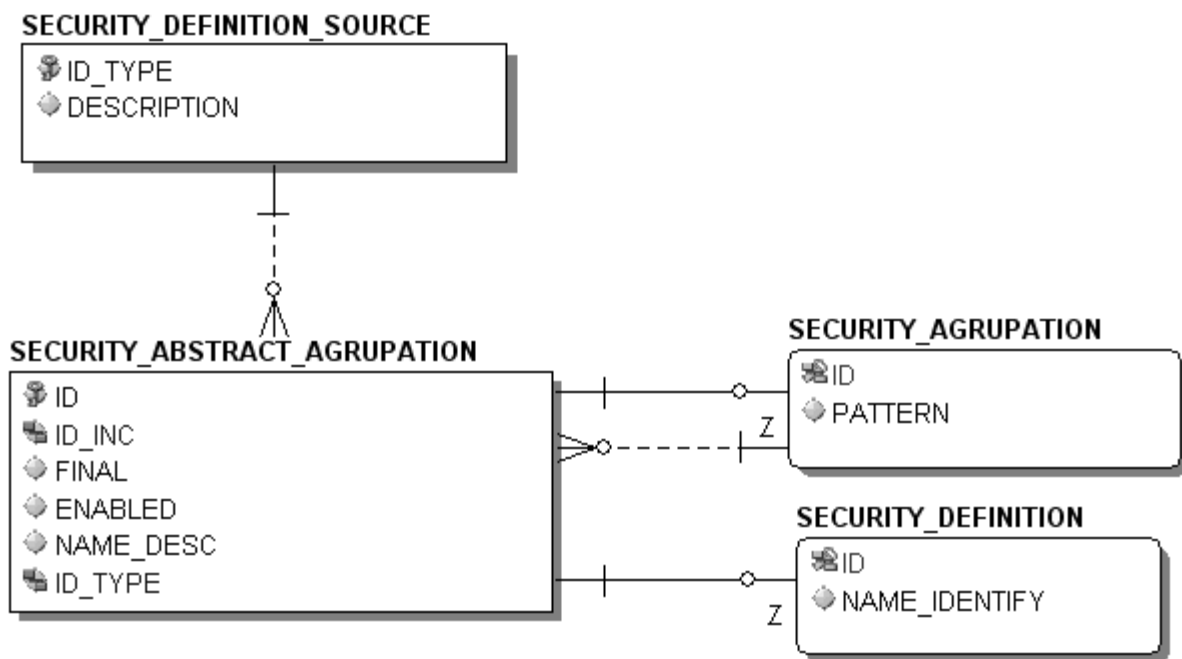 SECURITY_DEFINITION_SOURCE
ID_TYPE
DESCRIPTION
SECURITY_ABSTRACT_AGRUPATION
ID
ID_INC
FINAL
ENABLED
NAME_DESC
ID_TYPE
SECURITY_AGRUPATION
ID
PATTERN
Z
SECURITY_DEFINITION
ID
NAME_IDENTIFY
Z